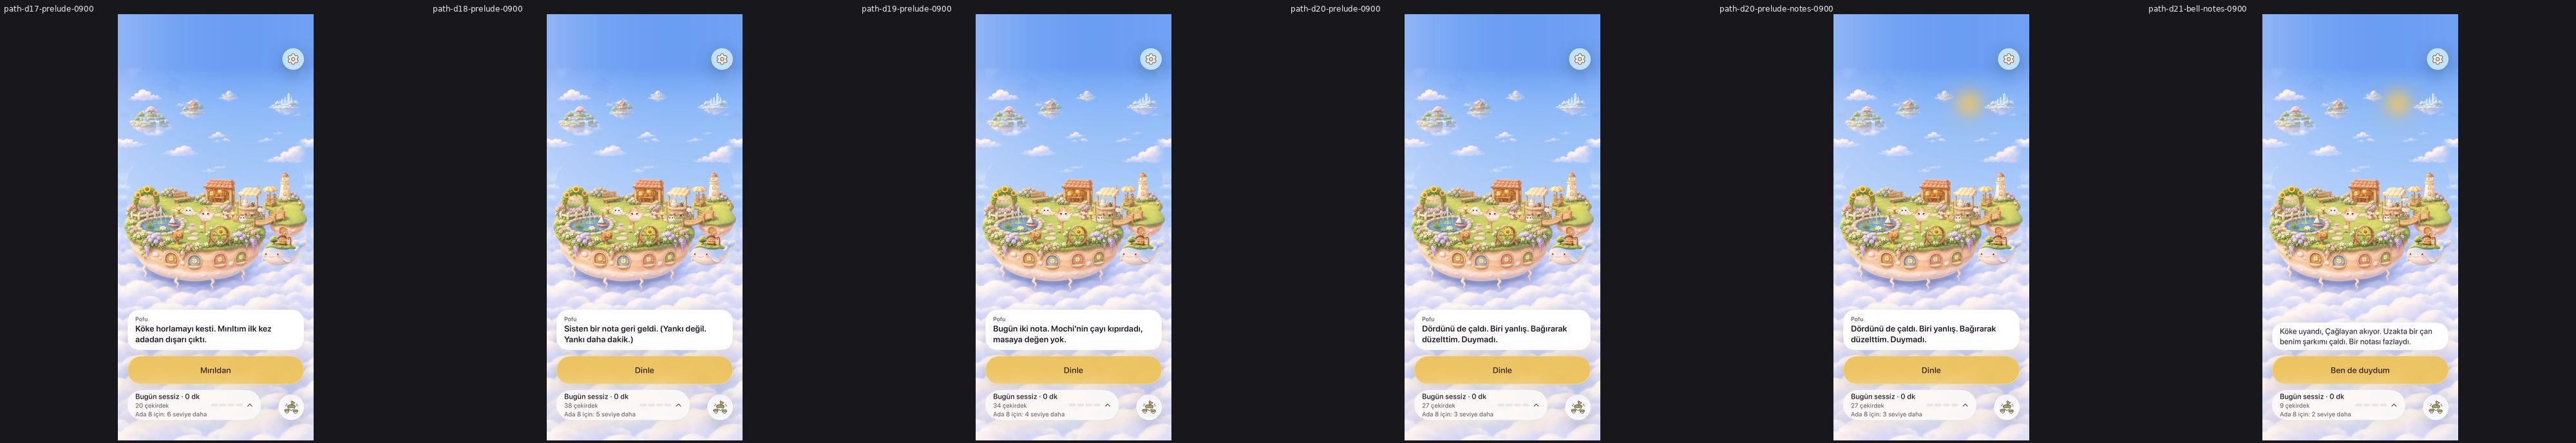 path-d17-prelude-0900
Pofu
Köke horlamayı kesti. Mırıltım ilk kez
adadan dışarı çıktı.
Mırıldan
Bugün sessiz · 0 dk
20 çekirdek
Ada 8 için: 6 seviye daha
path-d18-prelude-0900
Pofu
Sisten bir nota geri geldi. (Yankı değil.
Yankı daha dakik.)
Dinle
Bugün sessiz · 0 dk
38 çekirdek
Ada 8 için: 5 seviye daha
path-d19-prelude-0900
Pofu
Bugün iki nota. Mochi'nin çayı kıpırdadı,
masaya değen yok.
Dinle
Bugün sessiz · 0 dk
34 çekirdek
Ada 8 için: 4 seviye daha
path-d20-prelude-0900
Pofu
Dördünü de çaldı. Biri yanlış. Bağırarak
düzelttim. Duymadı.
Dinle
Bugün sessiz · 0 dk
27 çekirdek
Ada 8 için: 3 seviye daha
path-d20-prelude-notes-0900
Pofu
Dördünü de çaldı. Biri yanlış. Bağırarak
düzelttim. Duymadı.
Dinle
Bugün sessiz · 0 dk
27 çekirdek
Ada 8 için: 3 seviye daha
path-d21-bell-notes-0900
Köke uyandı, Çağlayan akıyor. Uzakta bir çan
benim şarkımı çaldı. Bir notası fazlaydı.
Ben de duydum
Bugün sessiz · 0 dk
9 çekirdek
Ada 8 için: 2 seviye daha